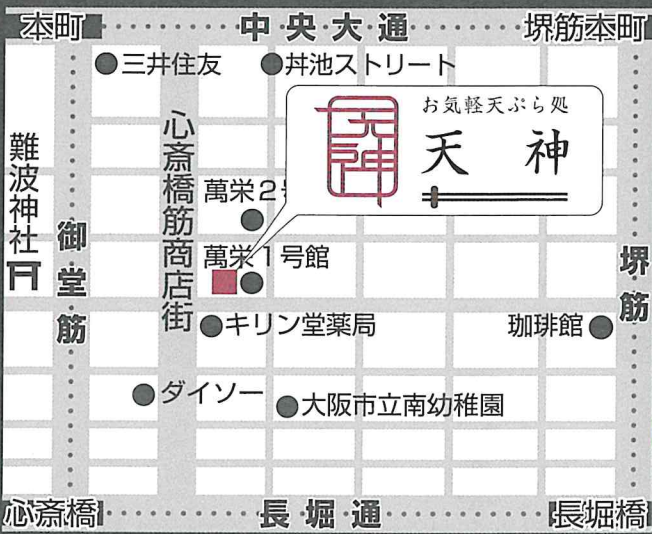 本町
中央大通
堺筋本町
三井住友
丼池ストリート
お気軽天ぷら処
天神
天神
心斎橋筋商店街
難波神社
御堂筋
萬栄2
萬栄1号館
堺筋
キリン堂薬局
珈琲館
ダイソー
大阪市立南幼稚園
心斎橋
長堀通
長堀橋